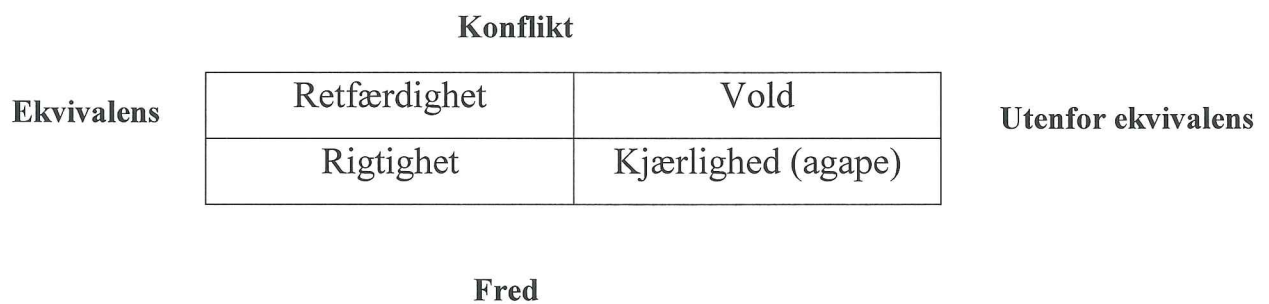 Konflikt
Retfærdighet Vold
Ekvivalens Utenfor ekvivalens
Rigtighet Kjærlighed (agape)
Fred